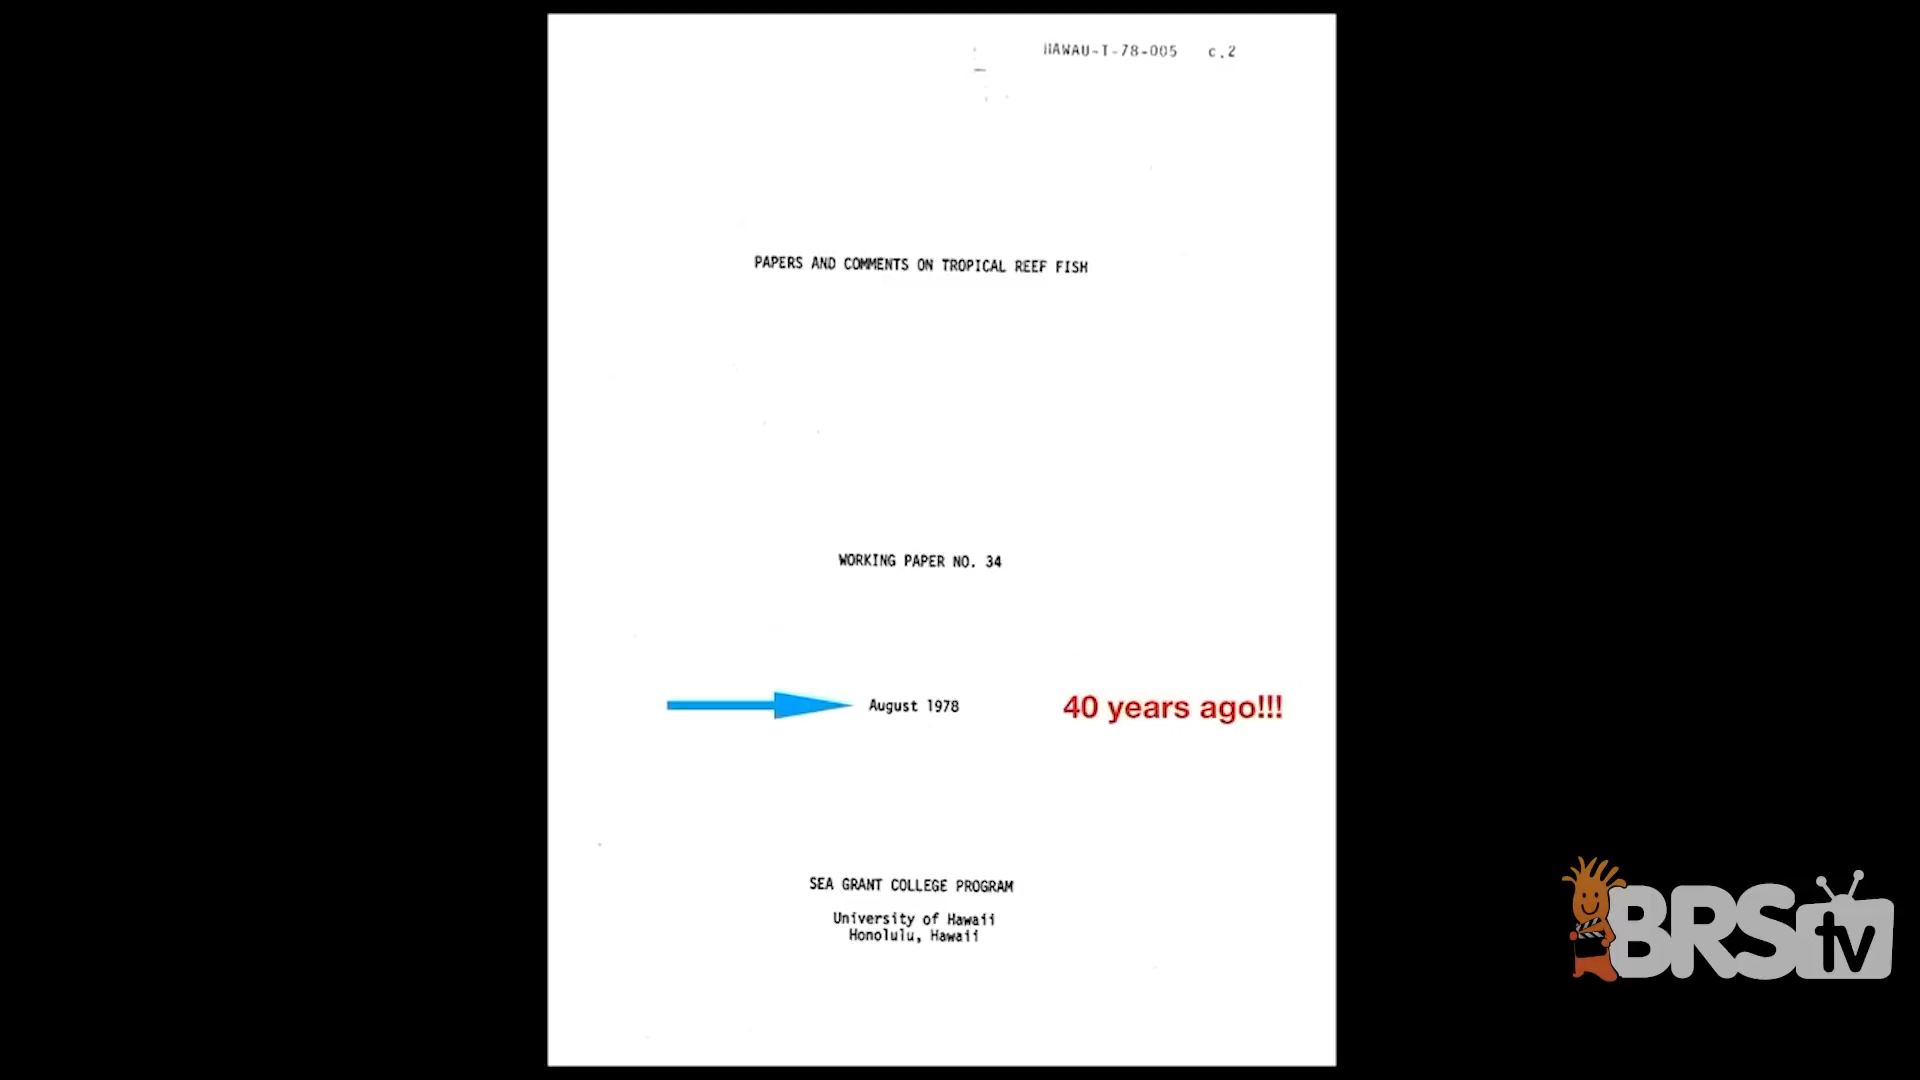 HAWAU-T-78-005 c.2
PAPERS AND COMMENTS ON TROPICAL REEF FISH
WORKING PAPER NO. 34
August 1978
40 years ago!!!
SEA GRANT COLLEGE PROGRAM
University of Hawaii
Honolulu, Hawaii
BRStv